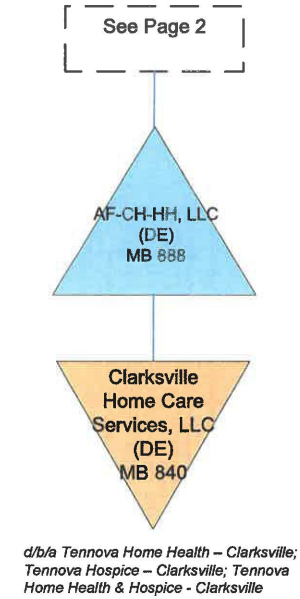 See Page 2
AF-CH-HH, LLC
(DE)
MB 888
Clarksville
Home Care
Services, LLC
(DE)
MB 840
d/b/a Tennova Home Health – Clarksville;
Tennova Hospice – Clarksville; Tennova
Home Health & Hospice - Clarksville